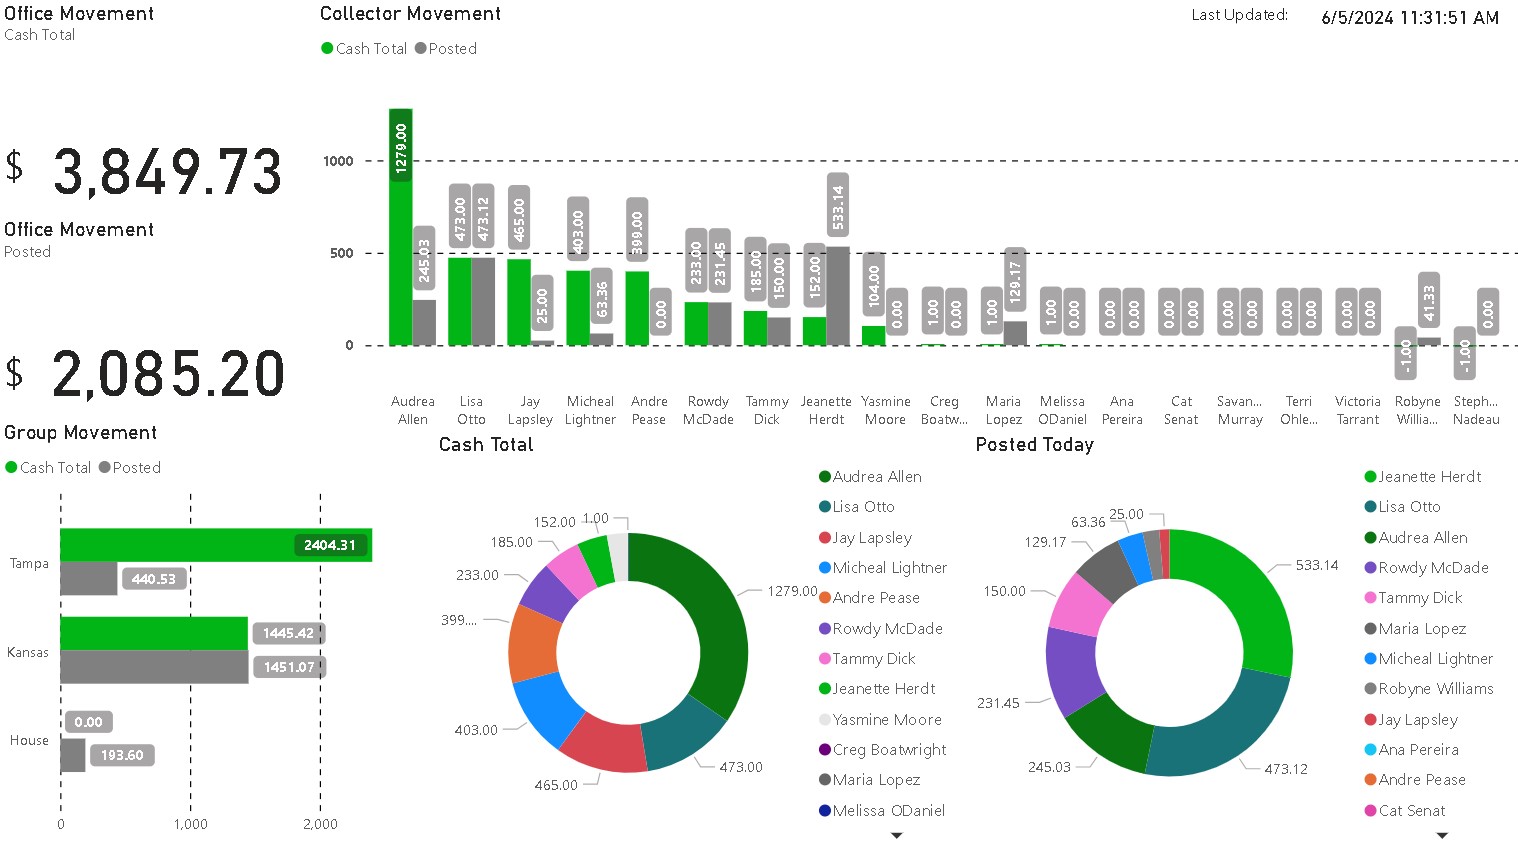 Office Movement
Cash Total
$ 3,849.73
Office Movement
Posted
$ 2,085.20
Collector Movement
Cash Total Posted
Last Updated: 6/5/2024 11:31:51 AM
1000
500
0
1279.00
245.03
473.00
473.12
465.00
25.00
403.00
63.36
399.00
0.00
233.00
231.45
185.00
150.00
152.00
533.14
104.00
0.00
1.00
0.00
1.00
129.17
1.00
0.00
0.00
0.00
0.00
0.00
0.00
0.00
0.00
0.00
0.00
0.00
-1.00
41.33
-1.00
0.00
Audrea Allen
Lisa Otto
Jay Lapsley
Micheal Lightner
Andre Pease
Rowdy McDade
Tammy Dick
Jeanette Herdt
Yasmine Moore
Creg Boatw...
Maria Lopez
Melissa ODaniel
Ana Pereira
Cat Senat
Savan... Murray
Terri Ohle...
Victoria Tarrant
Robyne Willia...
Steph... Nadeau
Group Movement
Cash Total Posted
Tampa
2404.31
440.53
Kansas
1445.42
1451.07
House
0.00
193.60
0 1,000 2,000
Cash Total
152.00
1.00
185.00
233.00
399....
403.00
465.00
473.00
1279.00
Audrea Allen
Lisa Otto
Jay Lapsley
Micheal Lightner
Andre Pease
Rowdy McDade
Tammy Dick
Jeanette Herdt
Yasmine Moore
Creg Boatwright
Maria Lopez
Melissa ODaniel
Posted Today
25.00
63.36
129.17
150.00
231.45
245.03
473.12
533.14
Jeanette Herdt
Lisa Otto
Audrea Allen
Rowdy McDade
Tammy Dick
Maria Lopez
Micheal Lightner
Robyne Williams
Jay Lapsley
Ana Pereira
Andre Pease
Cat Senat